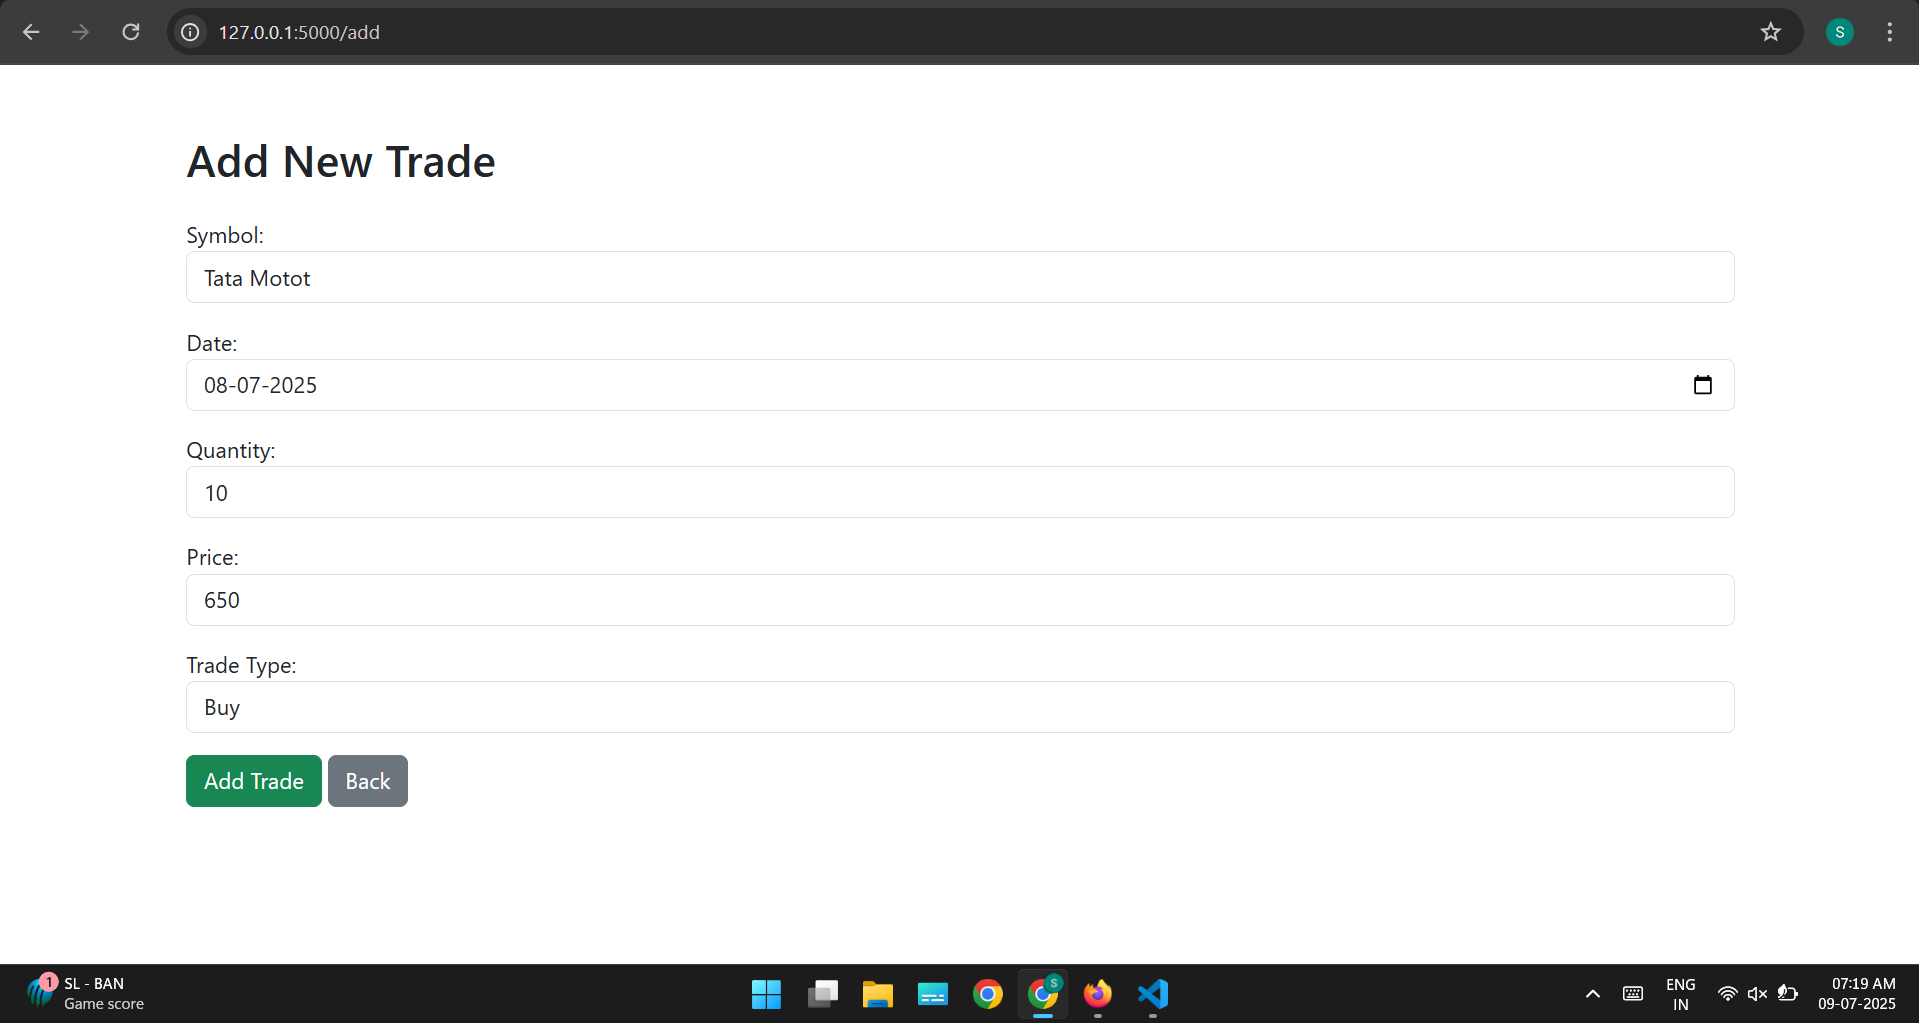 127.0.0.1:5000/add
S
Add New Trade
Symbol:
Tata Motot
Date:
08-07-2025
Quantity:
10
Price:
650
Trade Type:
Buy
Add Trade
Back
1
SL - BAN
Game score
S
ENG
IN
07:19 AM
09-07-2025